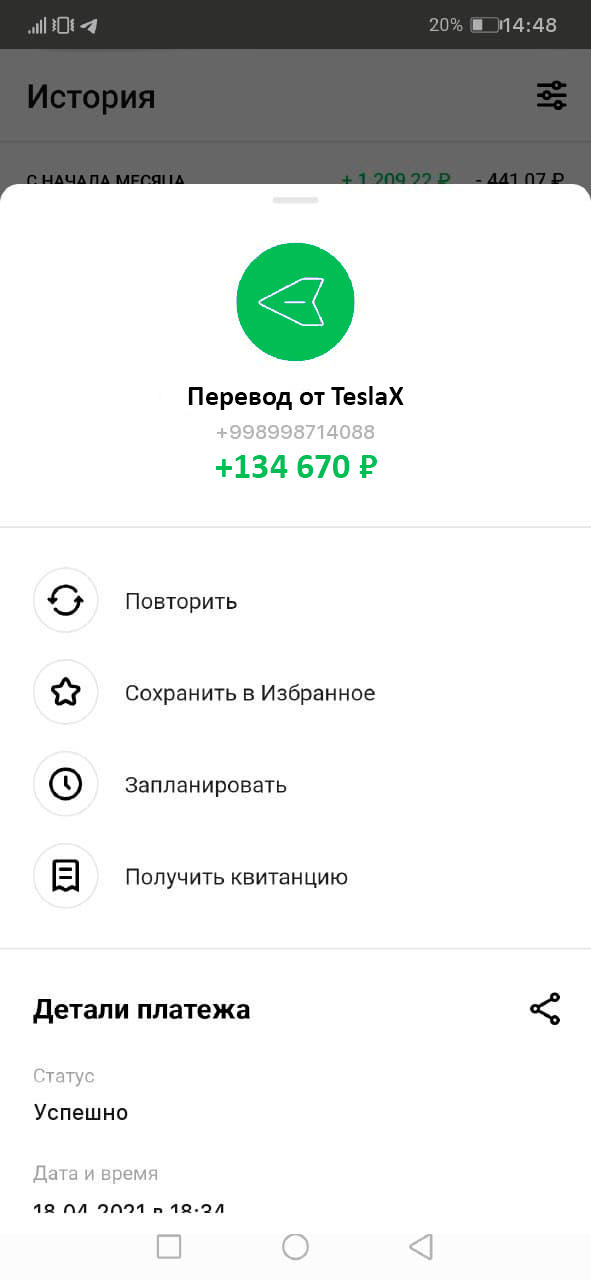 20% 14:48
История
С НАЧАЛА МЕСЯЦА + 1 209,22 ₽ - 441,07 ₽
Перевод от TeslaX
+998998714088
+134 670 ₽
Повторить
Сохранить в Избранное
Запланировать
Получить квитанцию
Детали платежа
Статус
Успешно
Дата и время
18.04.2021 в 18:34